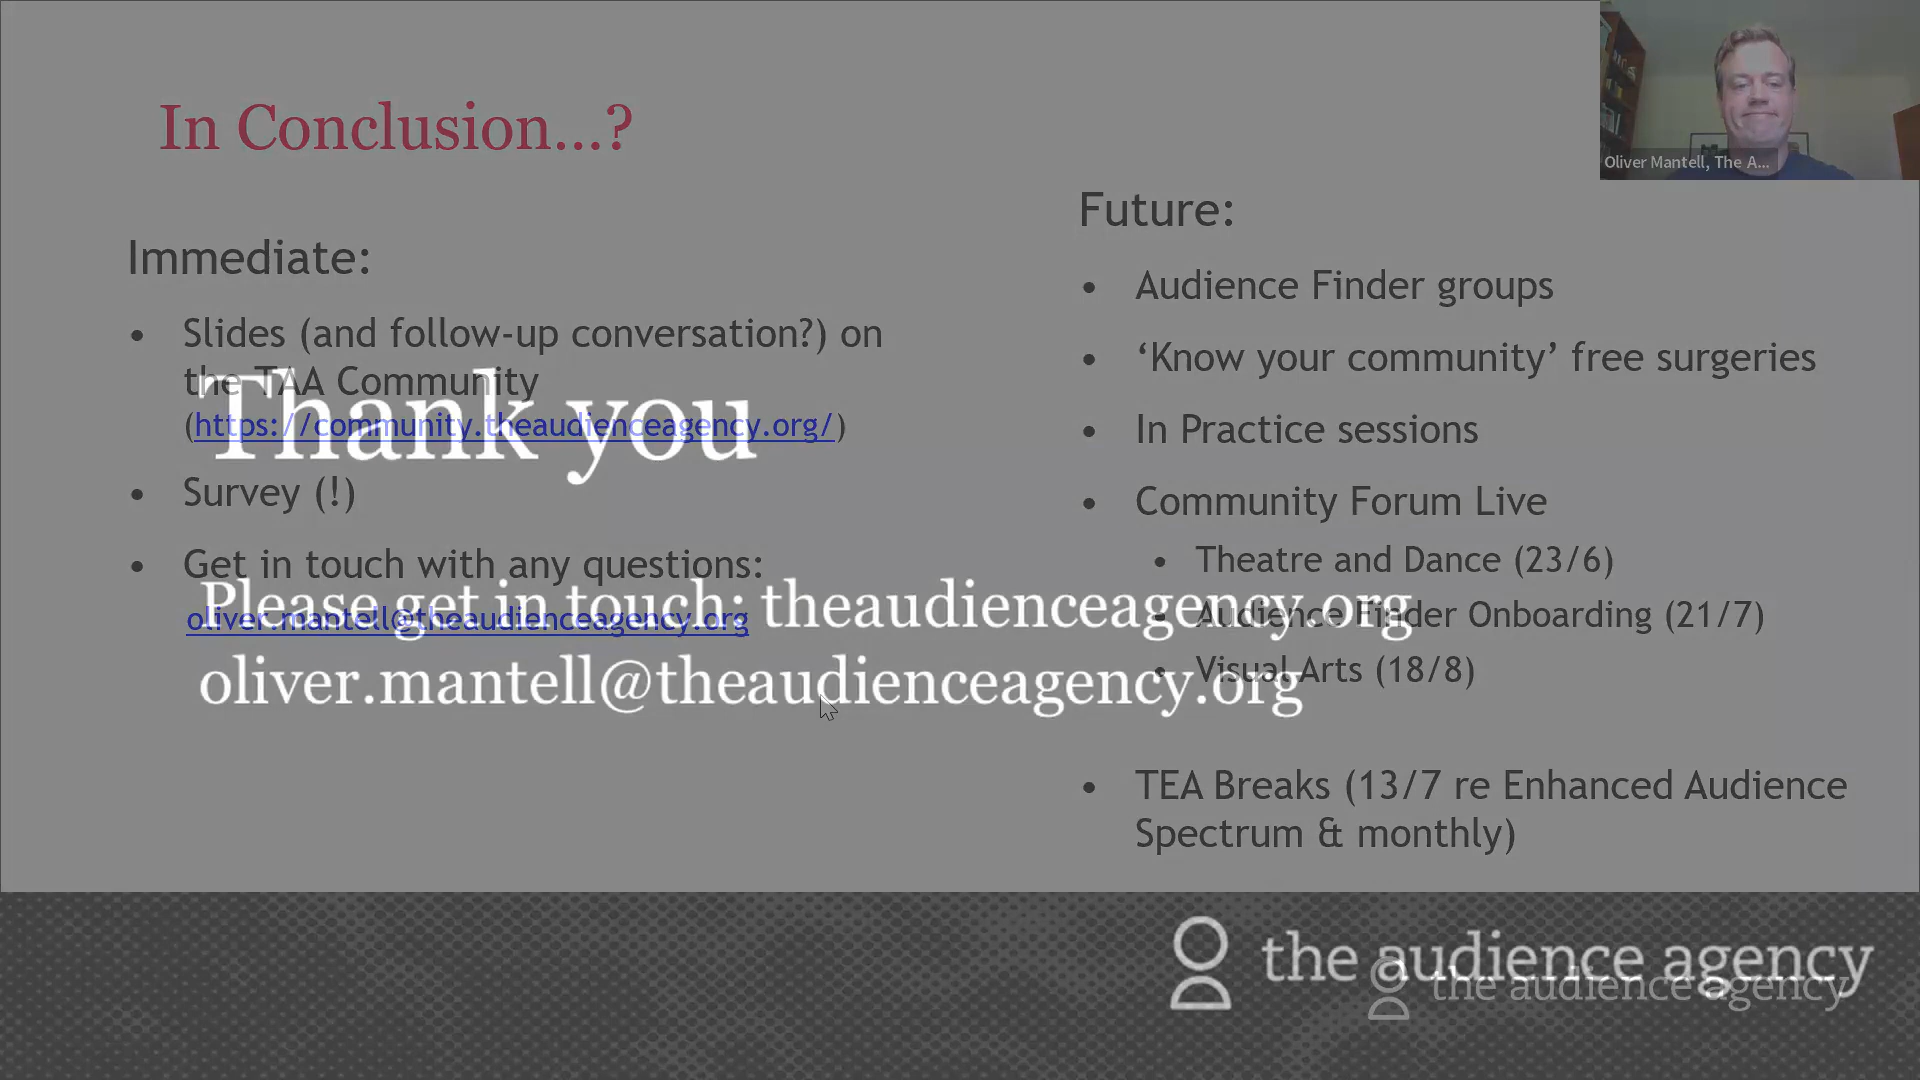 In Conclusion...?
Oliver Mantell, The A...
Immediate:
• Slides (and follow-up conversation?) on
the TAA Community
(https://community.theaudienceagency.org/)
• Survey (!)
• Get in touch with any questions:
oliver.mantell@theaudienceagency.org
Future:
• Audience Finder groups
• ‘Know your community’ free surgeries
• In Practice sessions
• Community Forum Live
• Theatre and Dance (23/6)
• Audience Finder Onboarding (21/7)
• Visual Arts (18/8)
• TEA Breaks (13/7 re Enhanced Audience
Spectrum & monthly)
Thank you
Please get in touch: theaudienceagency.org
oliver.mantell@theaudienceagency.org
the audience agency
the audience agency